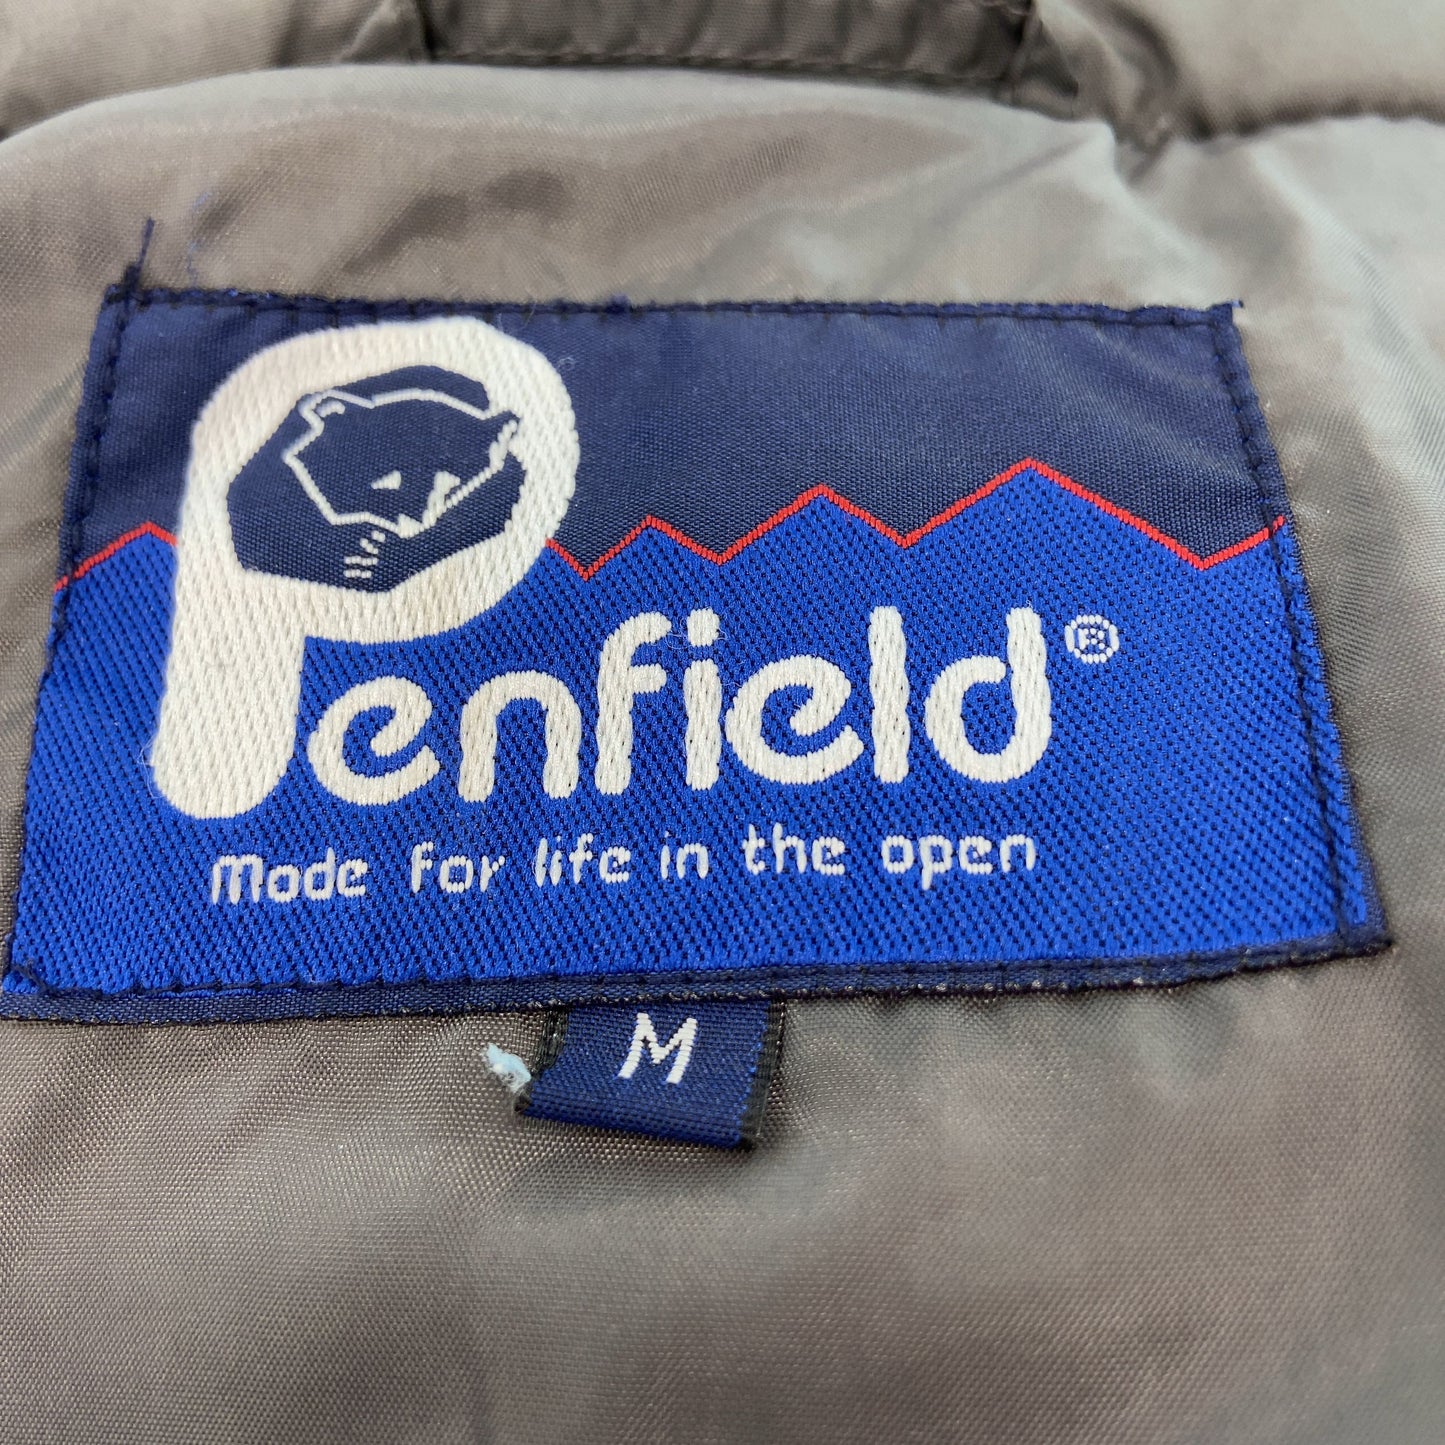 Penfield®
Made for life in the open
M